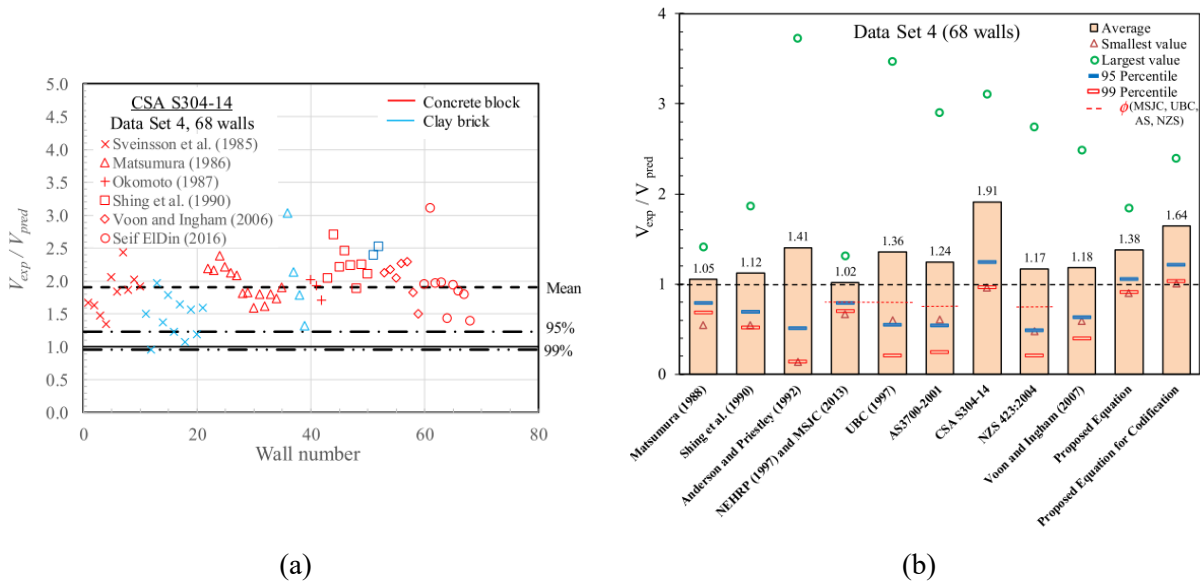 5.0
4.5
4.0
3.5
3.0
2.5
2.0
1.5
1.0
0.5
0.0
V_exp / V_pred
CSA S304-14
Data Set 4, 68 walls
Sveinsson et al. (1985)
Matsumura (1986)
Okomoto (1987)
Shing et al. (1990)
Voon and Ingham (2006)
Seif ElDin (2016)
Concrete block
Clay brick
Mean
95%
99%
0 20 40 60 80
Wall number
(a)
4
3
2
1
0
V_exp / V_pred
Data Set 4 (68 walls)
Average
Smallest value
Largest value
95 Percentile
99 Percentile
ϕ(MSJC, UBC,
AS, NZS)
1.05
1.12
1.41
1.02
1.36
1.24
1.91
1.17
1.18
1.38
1.64
Matsumura (1988)
Shing et al. (1990)
Anderson and Priestley (1992)
NEHRP (1997) and MSJC (2013)
UBC (1997)
AS3700-2001
CSA S304-14
NZS 423:2004
Voon and Ingham (2007)
Proposed Equation
Proposed Equation for Codification
(b)